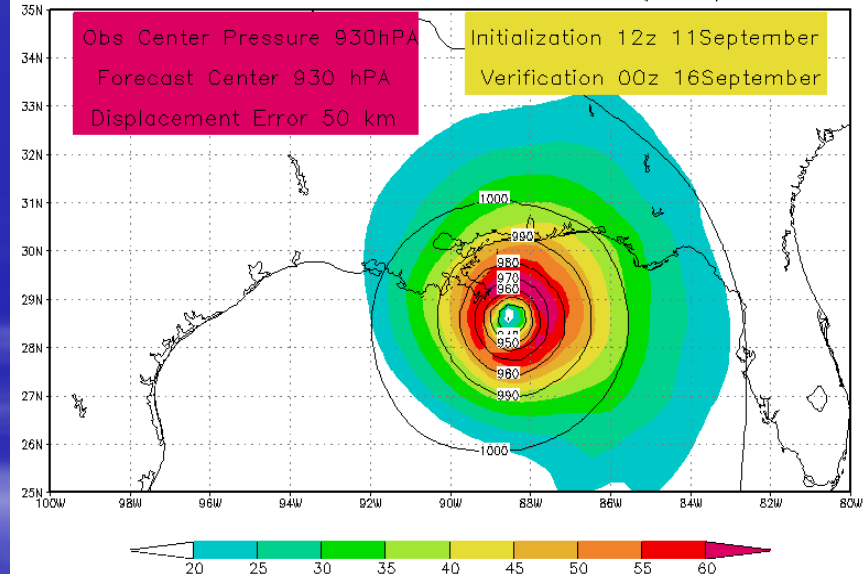 35N
34N
33N
32N
31N
30N
29N
28N
27N
26N
25N
Obs Center Pressure 930hPA
Forecast Center 930 hPA
Displacement Error 50 km
Initialization 12z 11September
Verification 00z 16September
1000
990
980
970
960
950
980
990
1000
100W 98W 96W 94W 92W 90W 88W 86W 84W 82W 80W
20 25 30 35 40 45 50 55 60